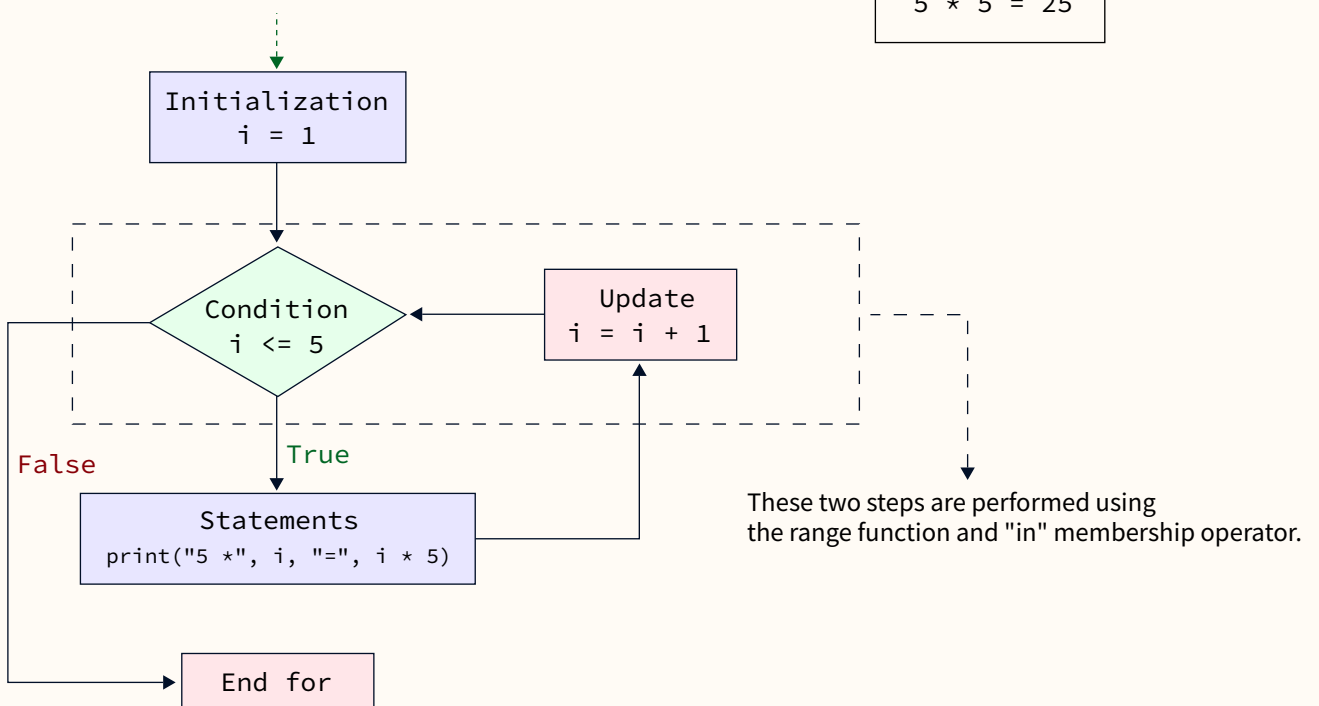 5 * 5 = 25
Initialization
i = 1
Condition
i <= 5
Update
i = i + 1
True
False
Statements
print("5 *", i, "=", i * 5)
These two steps are performed using
the range function and "in" membership operator.
End for